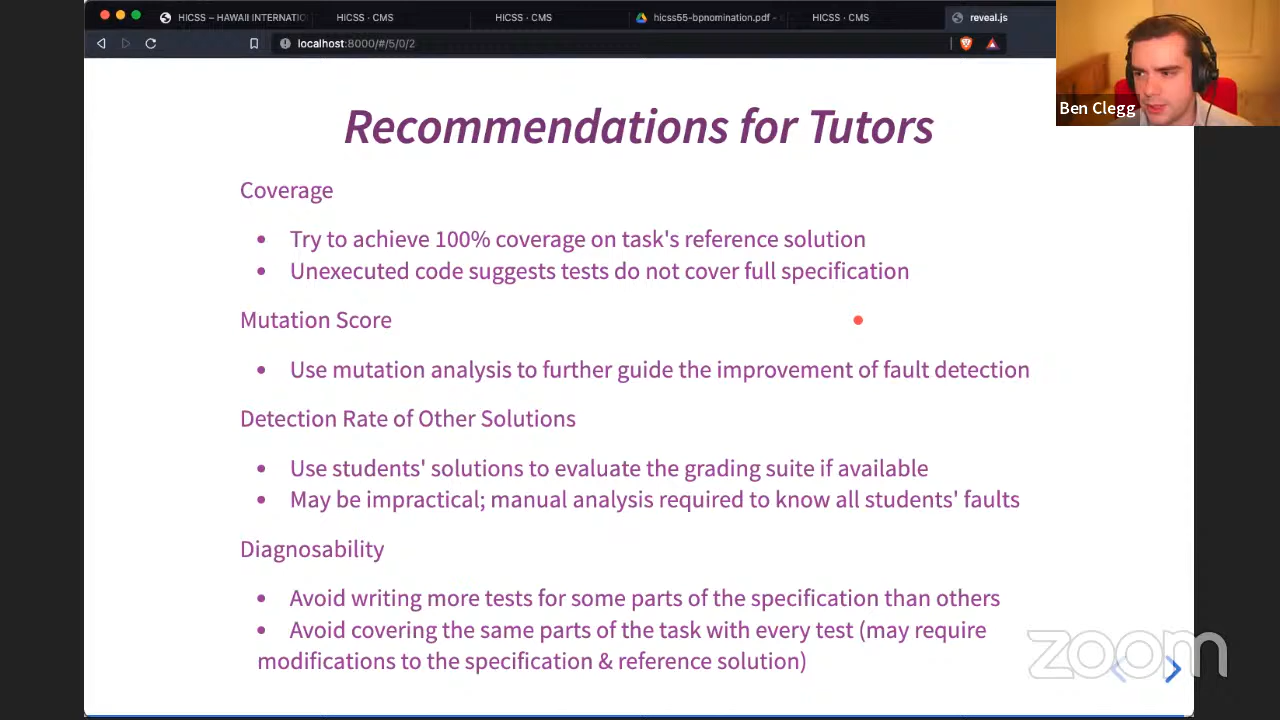 HICSS – HAWAII INTERNATIO
HICSS · CMS
HICSS · CMS
hicss55-bpnomination.pdf -
HICSS · CMS
reveal.js
localhost:8000/#/5/0/2
Ben Clegg
Recommendations for Tutors
Coverage
• Try to achieve 100% coverage on task's reference solution
• Unexecuted code suggests tests do not cover full specification
Mutation Score
• Use mutation analysis to further guide the improvement of fault detection
Detection Rate of Other Solutions
• Use students' solutions to evaluate the grading suite if available
• May be impractical; manual analysis required to know all students' faults
Diagnosability
• Avoid writing more tests for some parts of the specification than others
• Avoid covering the same parts of the task with every test (may require
modifications to the specification & reference solution)
zoom